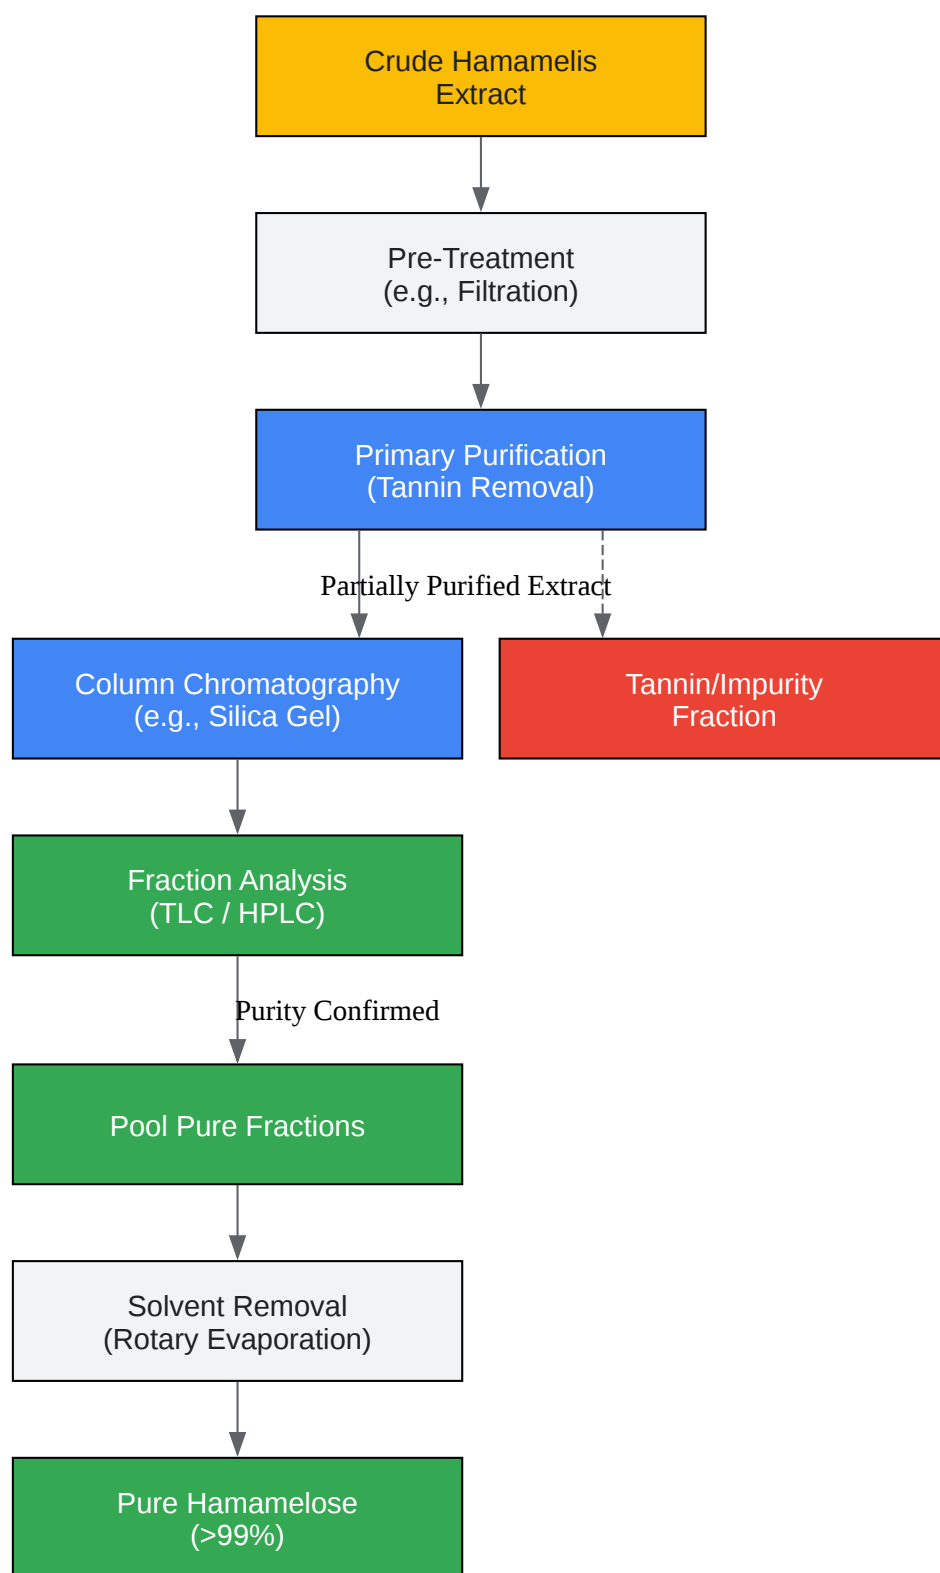 Crude Hamamelis
Extract
Pre-Treatment
(e.g., Filtration)
Primary Purification
(Tannin Removal)
Partially Purified Extract
Column Chromatography
(e.g., Silica Gel)
Tannin/Impurity
Fraction
Fraction Analysis
(TLC / HPLC)
Purity Confirmed
Pool Pure Fractions
Solvent Removal
(Rotary Evaporation)
Pure Hamamelose
(>99%)